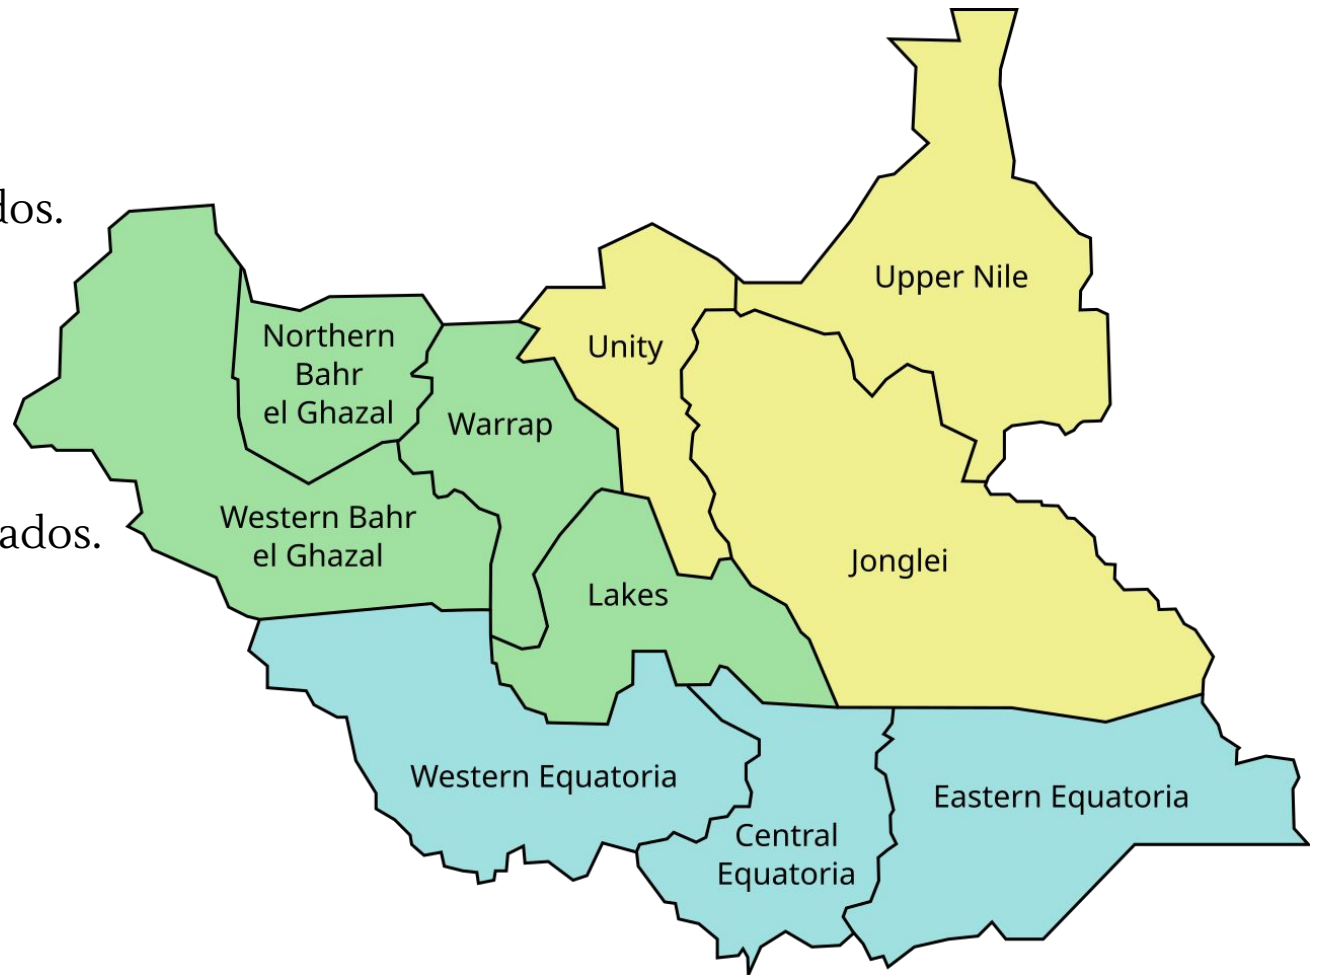 dos.
Upper Nile
Northern
Bahr
el Ghazal
Unity
Warrap
Western Bahr
el Ghazal
ados.
Jonglei
Lakes
Western Equatoria
Eastern Equatoria
Central
Equatoria